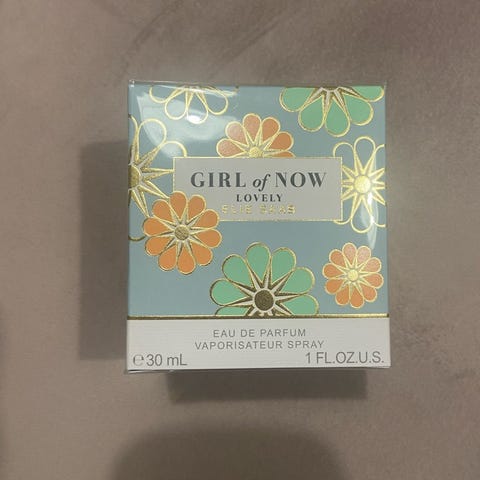 GIRL of NOW
LOVELY
ELIE SAAB
EAU DE PARFUM
VAPORISATEUR SPRAY
℮30 mL 1 FL.OZ.U.S.